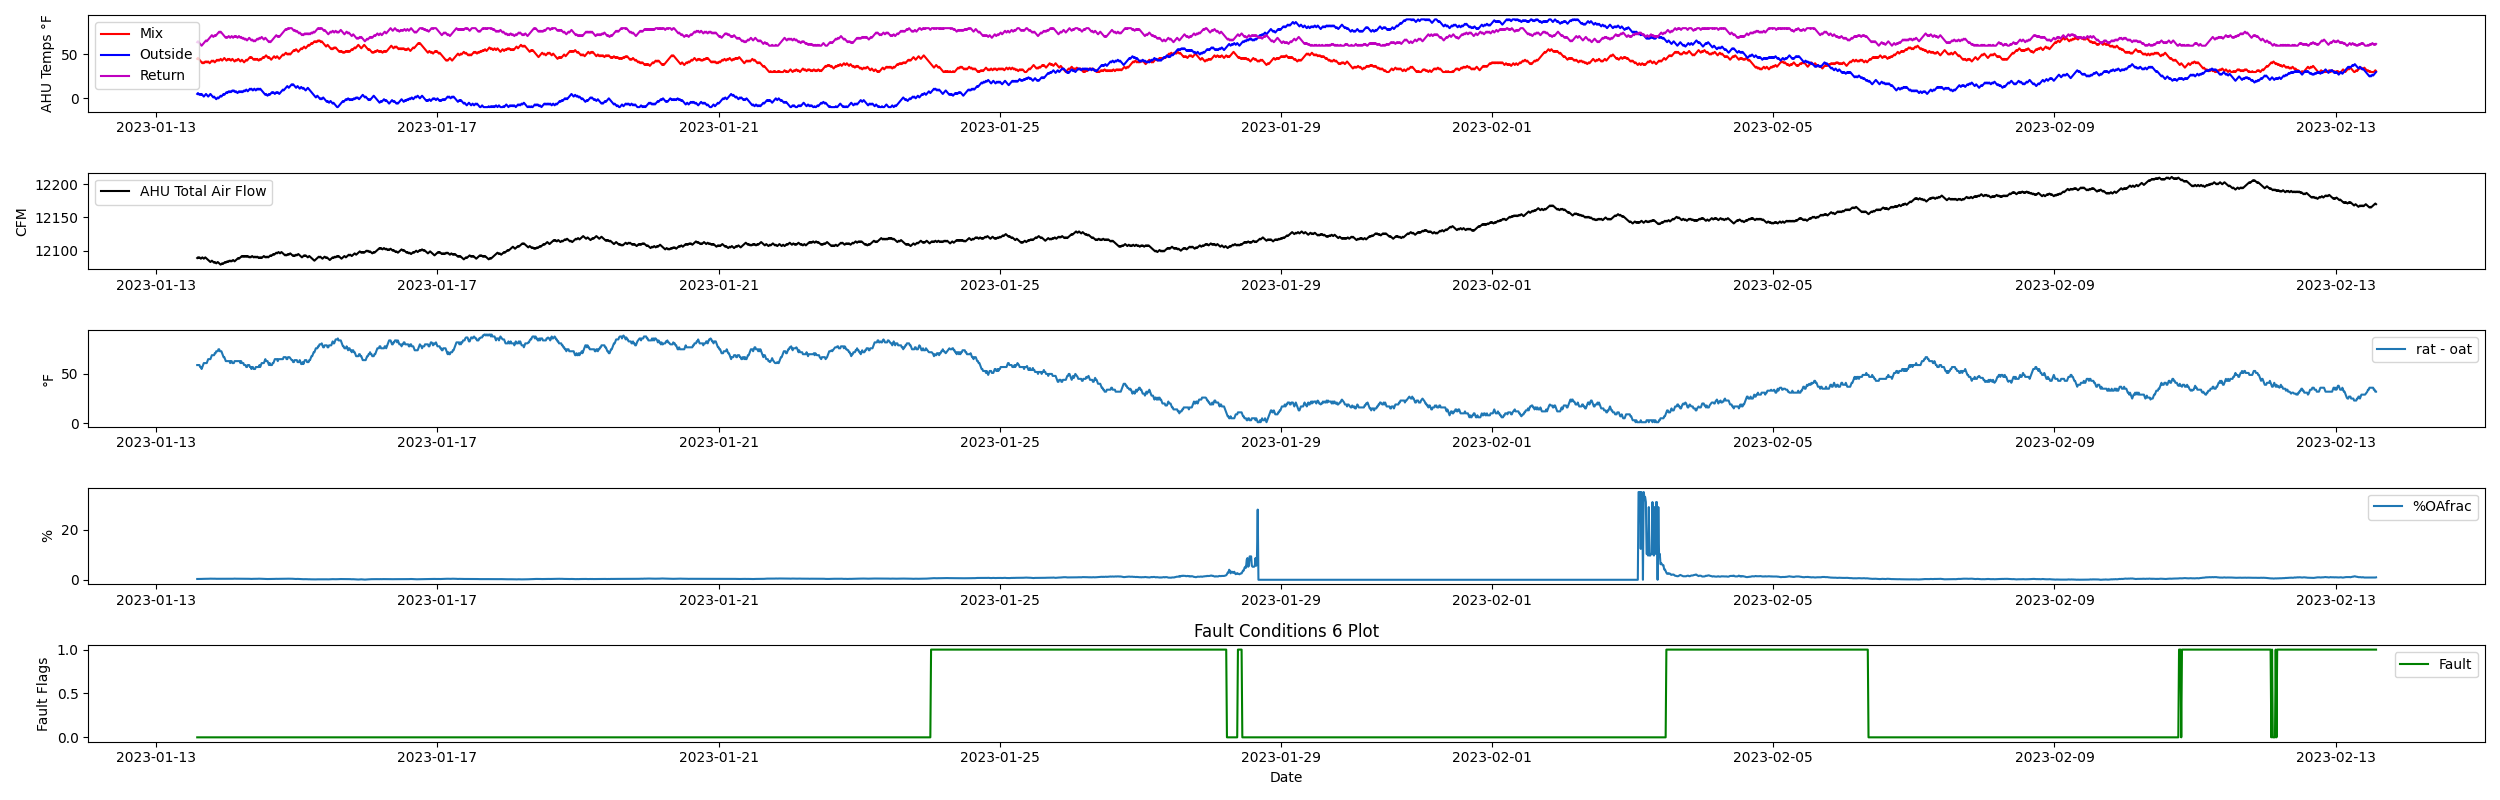 AHU Temps °F
50
0
Mix
Outside
Return
2023-01-13 2023-01-17 2023-01-21 2023-01-25 2023-01-29 2023-02-01 2023-02-05 2023-02-09 2023-02-13
CFM
12200
12150
12100
AHU Total Air Flow
2023-01-13 2023-01-17 2023-01-21 2023-01-25 2023-01-29 2023-02-01 2023-02-05 2023-02-09 2023-02-13
°F
50
0
rat - oat
2023-01-13 2023-01-17 2023-01-21 2023-01-25 2023-01-29 2023-02-01 2023-02-05 2023-02-09 2023-02-13
%
20
0
%OAfrac
2023-01-13 2023-01-17 2023-01-21 2023-01-25 2023-01-29 2023-02-01 2023-02-05 2023-02-09 2023-02-13
Fault Conditions 6 Plot
Fault Flags
1.0
0.5
0.0
Fault
2023-01-13 2023-01-17 2023-01-21 2023-01-25 2023-01-29 2023-02-01 2023-02-05 2023-02-09 2023-02-13
Date